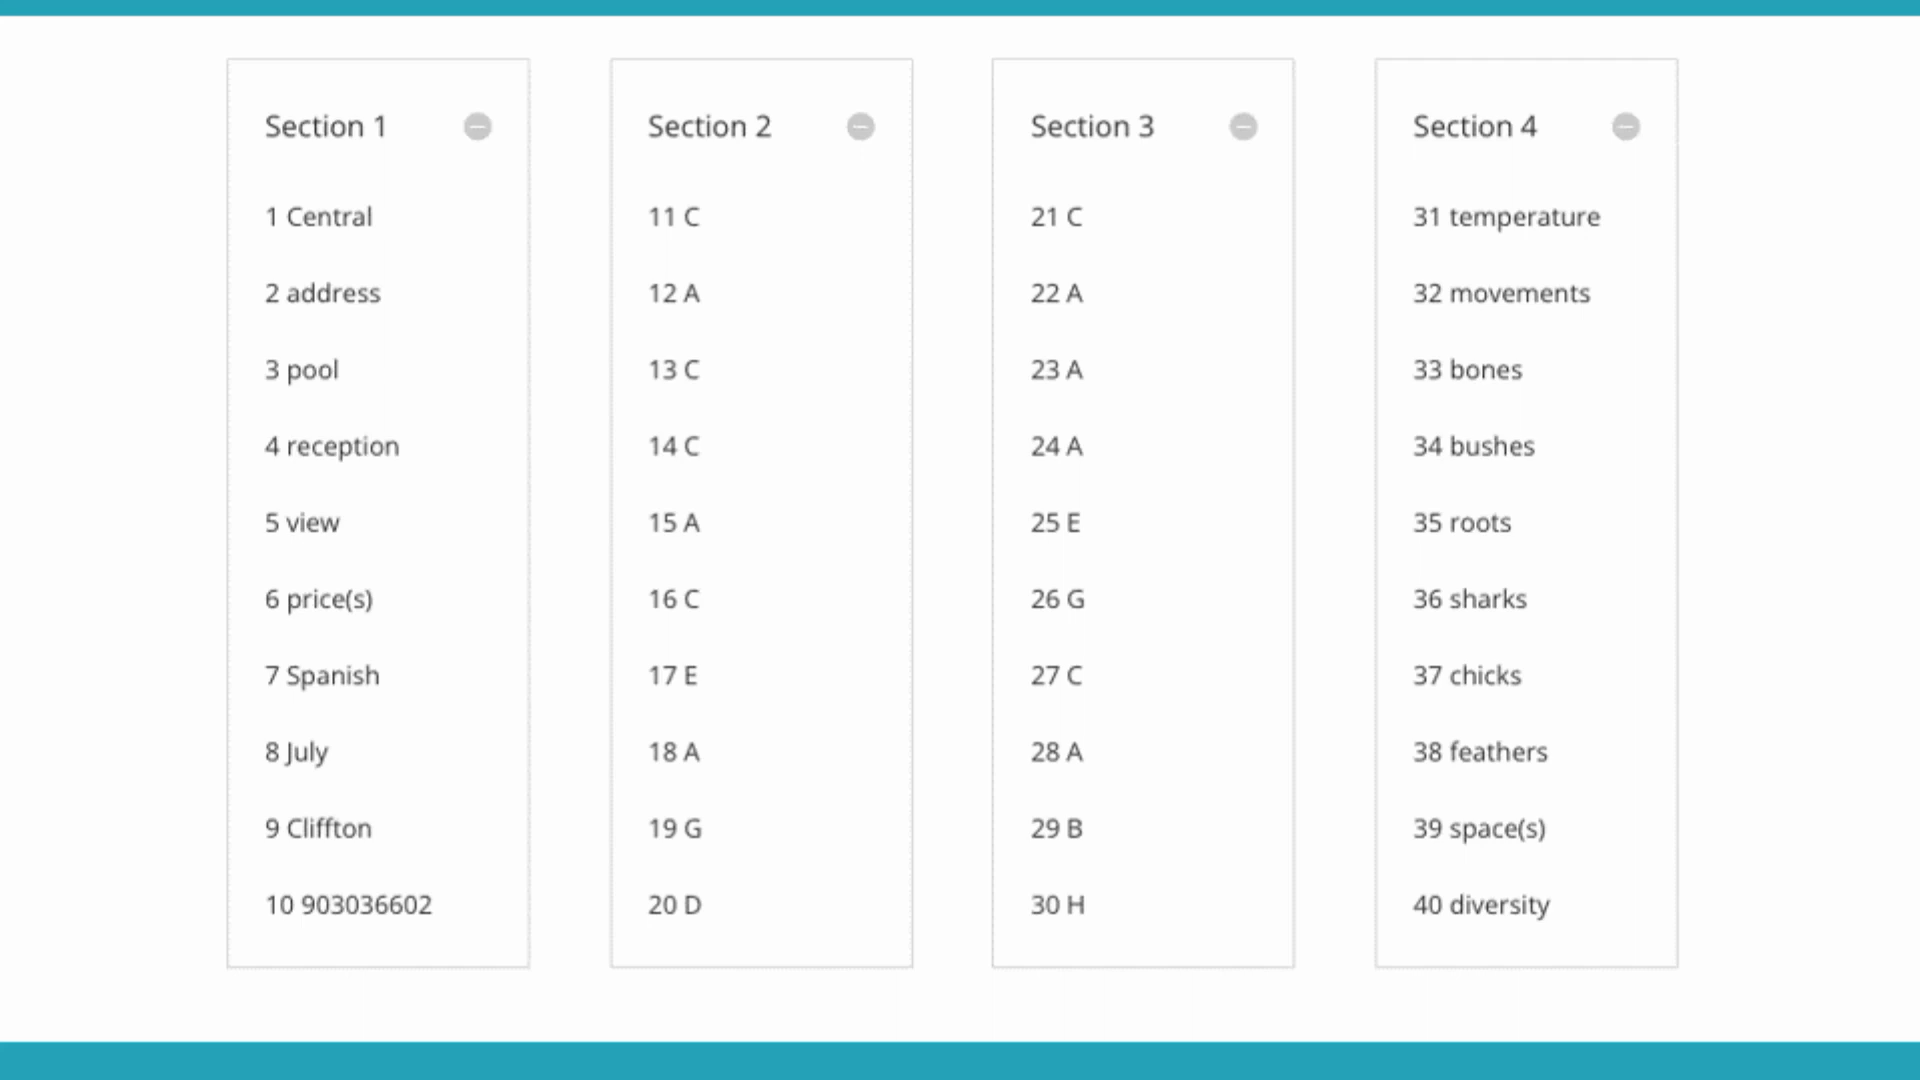 Section 1
1 Central
2 address
3 pool
4 reception
5 view
6 price(s)
7 Spanish
8 July
9 Cliffton
10 903036602
Section 2
11 C
12 A
13 C
14 C
15 A
16 C
17 E
18 A
19 G
20 D
Section 3
21 C
22 A
23 A
24 A
25 E
26 G
27 C
28 A
29 B
30 H
Section 4
31 temperature
32 movements
33 bones
34 bushes
35 roots
36 sharks
37 chicks
38 feathers
39 space(s)
40 diversity